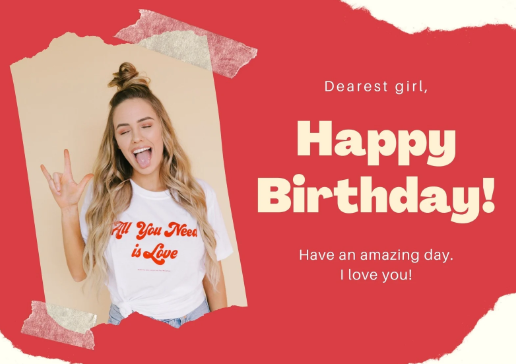 Dearest girl,
Happy
Birthday!
Have an amazing day.
I love you!
All You Need
is Love